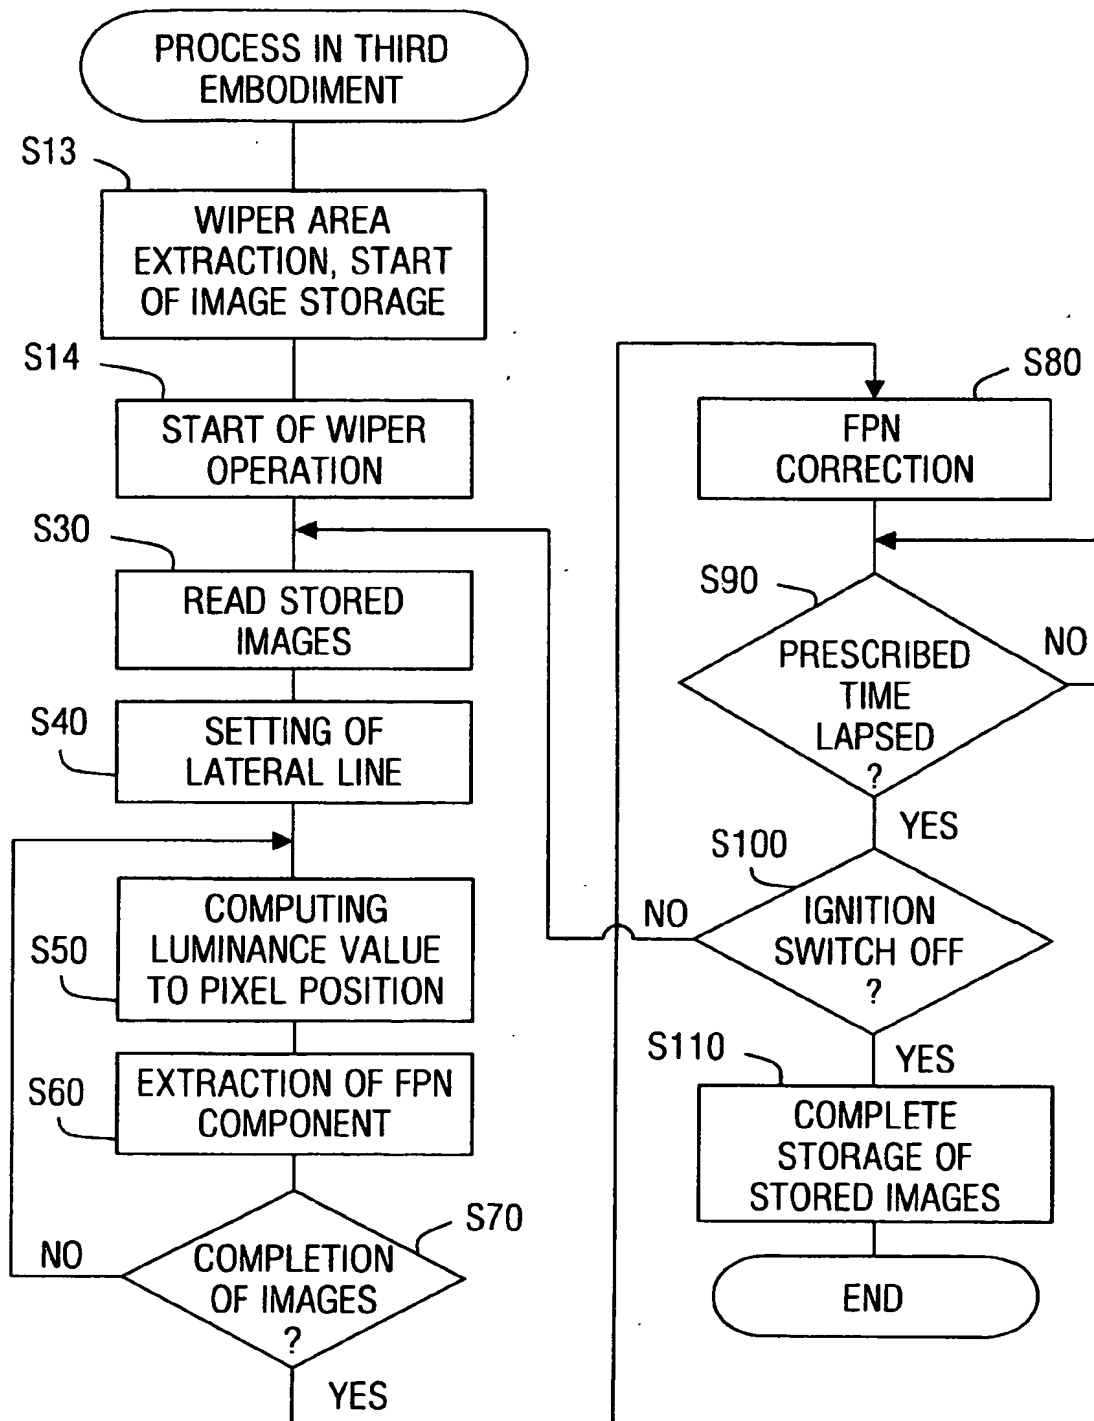 PROCESS IN THIRD
EMBODIMENT
S13
WIPER AREA
EXTRACTION, START
OF IMAGE STORAGE
S14
START OF WIPER
OPERATION
S30
READ STORED
IMAGES
S40
SETTING OF
LATERAL LINE
S50
COMPUTING
LUMINANCE VALUE
TO PIXEL POSITION
S60
EXTRACTION OF FPN
COMPONENT
S70
COMPLETION
OF IMAGES
?
NO
YES
S80
FPN
CORRECTION
S90
PRESCRIBED
TIME
LAPSED
?
NO
YES
S100
IGNITION
SWITCH OFF
?
NO
YES
S110
COMPLETE
STORAGE OF
STORED IMAGES
END